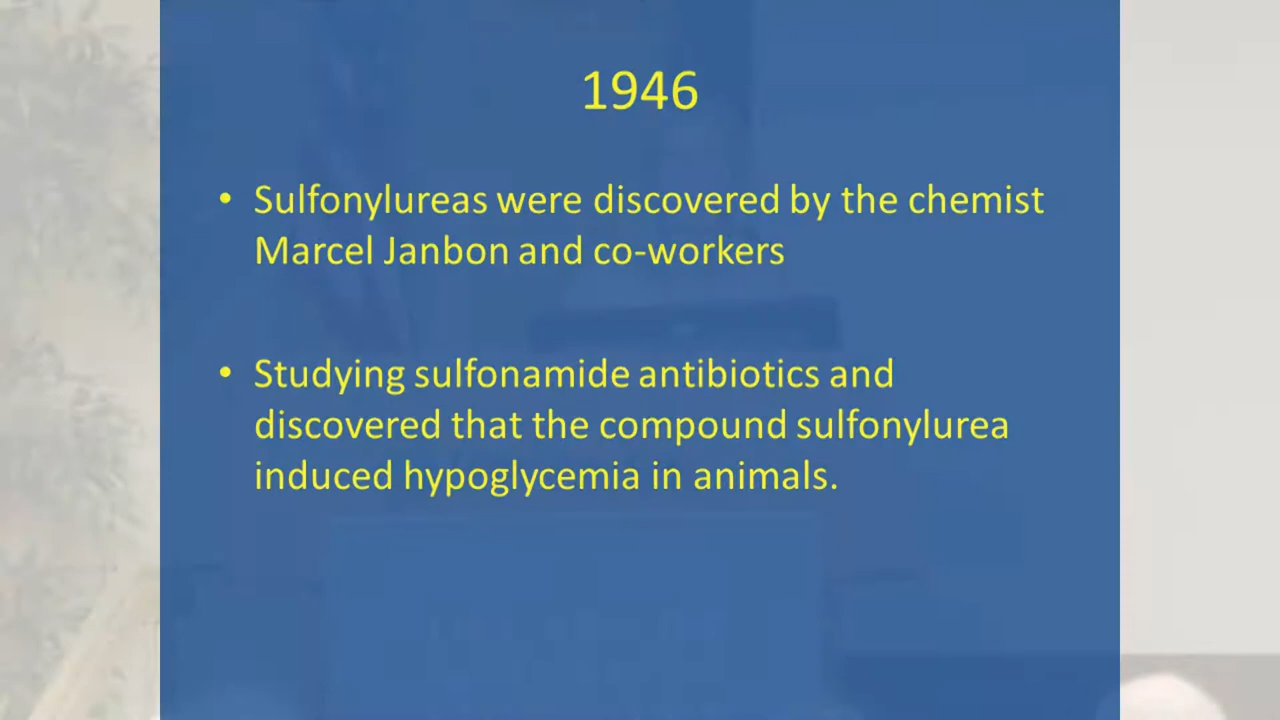 1946
• Sulfonylureas were discovered by the chemist
Marcel Janbon and co-workers
• Studying sulfonamide antibiotics and
discovered that the compound sulfonylurea
induced hypoglycemia in animals.